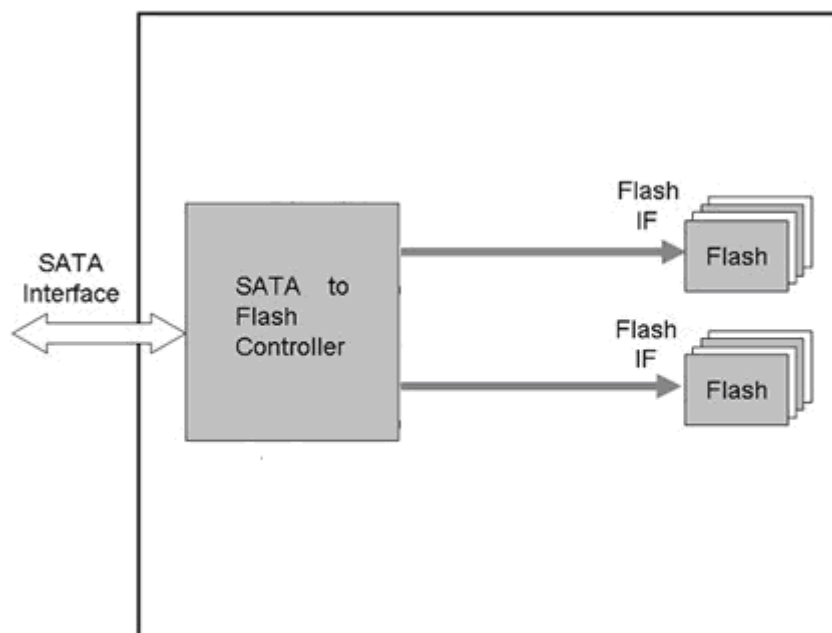 SATA
Interface
SATA to
Flash
Controller
Flash
IF
Flash
Flash
IF
Flash